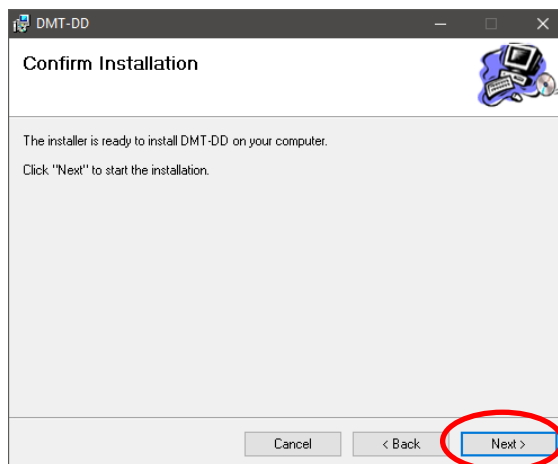 DMT-DD
Confirm Installation
The installer is ready to install DMT-DD on your computer.
Click "Next" to start the installation.
Cancel
< Back
Next >